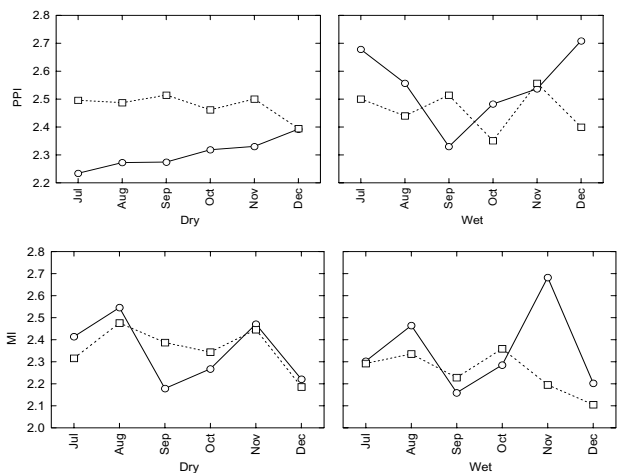 2.8
2.7
2.6
2.5
2.4
2.3
2.2
PPI
Jul Aug Sep Oct Nov Dec
Dry
Jul Aug Sep Oct Nov Dec
Wet
2.8
2.7
2.6
2.5
2.4
2.3
2.2
2.1
2.0
MI
Jul Aug Sep Oct Nov Dec
Dry
Jul Aug Sep Oct Nov Dec
Wet